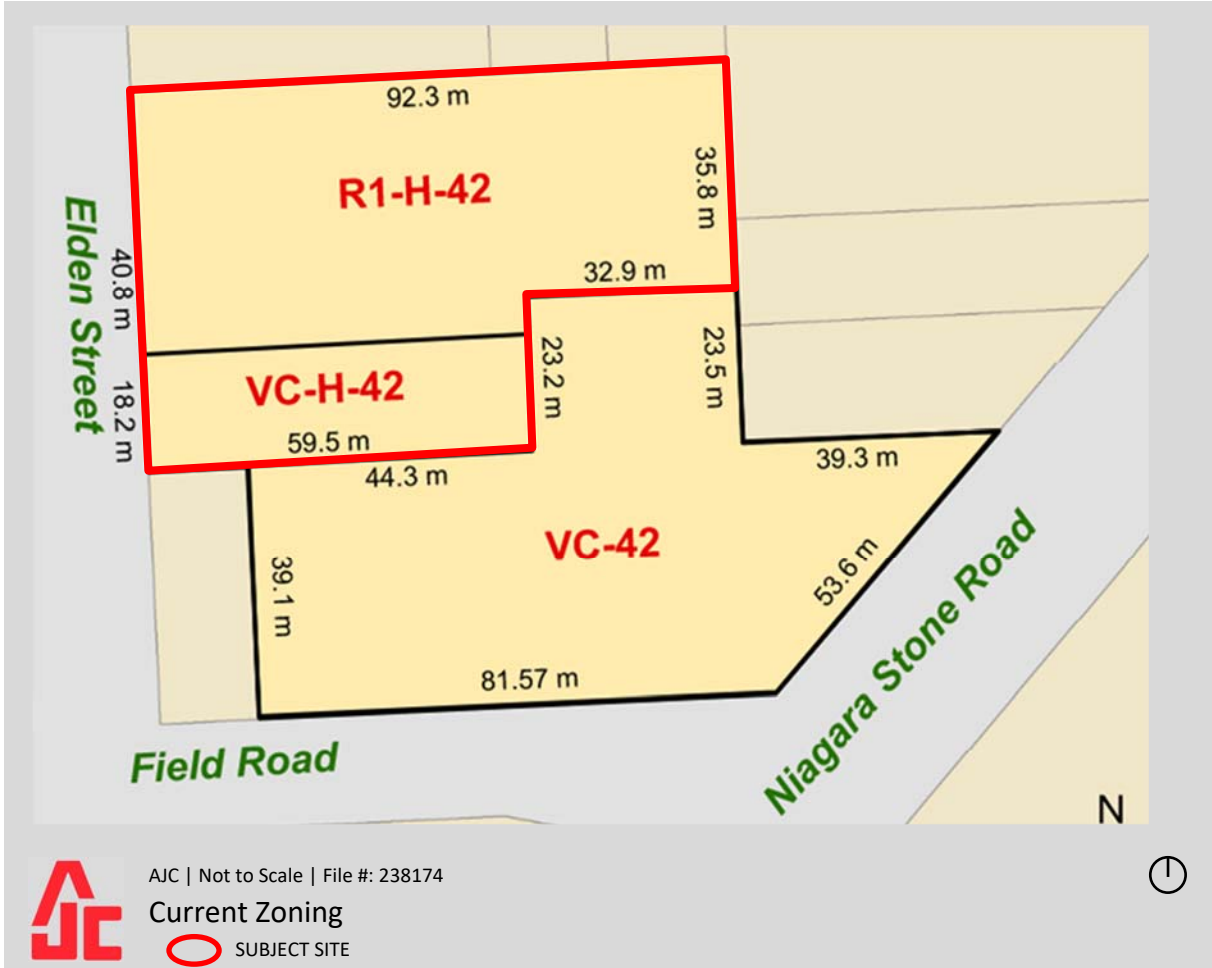 92.3 m
R1-H-42
35.8 m
Elden Street
40.8 m
32.9 m
23.2 m
23.5 m
VC-H-42
18.2 m
59.5 m
44.3 m
39.3 m
VC-42
53.6 m
39.1 m
81.57 m
Niagara Stone Road
Field Road
N
AJC
AJC | Not to Scale | File #: 238174
Current Zoning
SUBJECT SITE